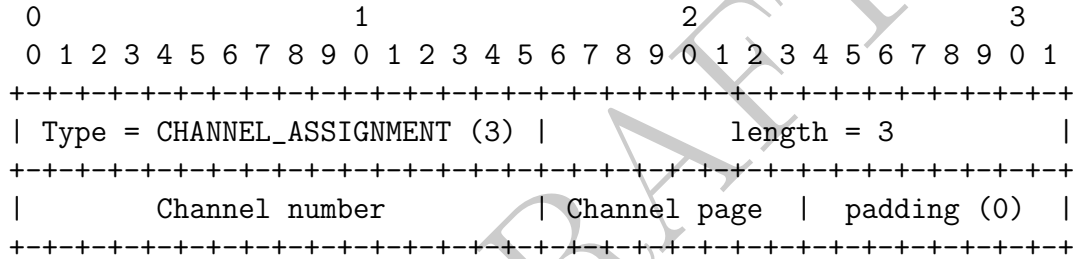 0                   1                   2                   3
 0 1 2 3 4 5 6 7 8 9 0 1 2 3 4 5 6 7 8 9 0 1 2 3 4 5 6 7 8 9 0 1
+-+-+-+-+-+-+-+-+-+-+-+-+-+-+-+-+-+-+-+-+-+-+-+-+-+-+-+-+-+-+-+-+
| Type = CHANNEL_ASSIGNMENT (3) |           length = 3          |
+-+-+-+-+-+-+-+-+-+-+-+-+-+-+-+-+-+-+-+-+-+-+-+-+-+-+-+-+-+-+-+-+
|        Channel number         | Channel page  |  padding (0)  |
+-+-+-+-+-+-+-+-+-+-+-+-+-+-+-+-+-+-+-+-+-+-+-+-+-+-+-+-+-+-+-+-+